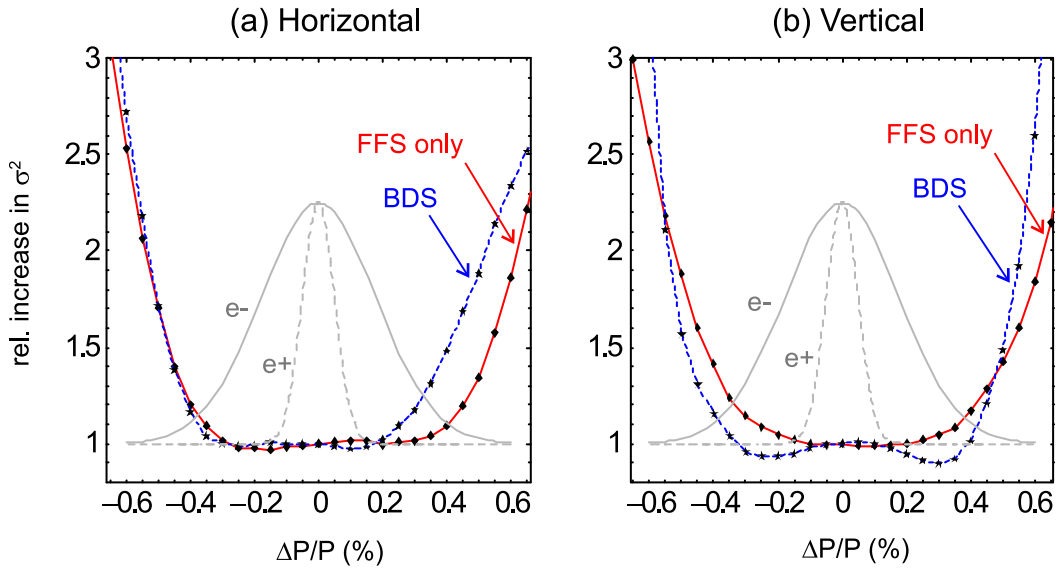 (a) Horizontal
(b) Vertical
rel. increase in σ²
3
2.5
2
1.5
1
FFS only
BDS
e-
e+
−0.6 −0.4 −0.2 0 0.2 0.4 0.6
ΔP/P (%)
3
2.5
2
1.5
1
FFS only
BDS
e-
e+
−0.6 −0.4 −0.2 0 0.2 0.4 0.6
ΔP/P (%)